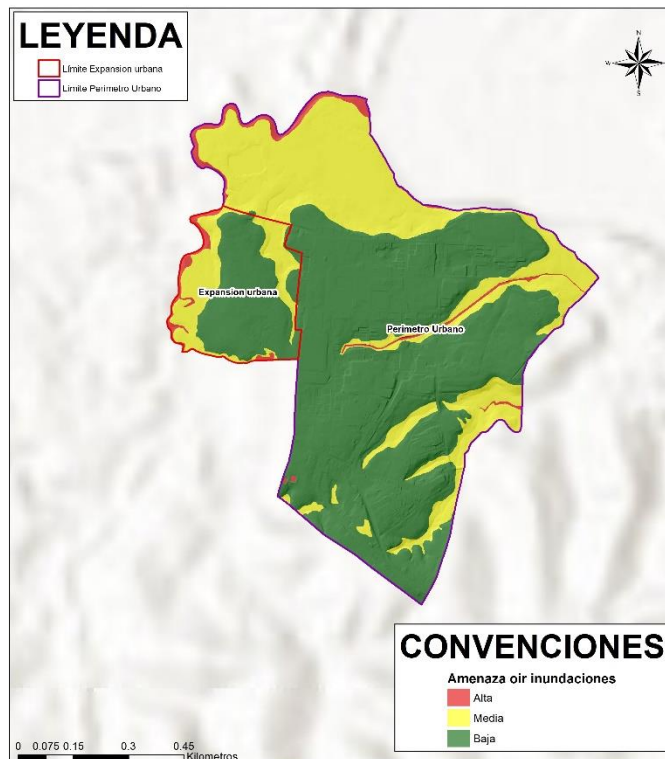 LEYENDA
Límite Expansion urbana
Limite Perimetro Urbano
N
W
E
S
Expansion urbana
Perimetro Urbano
CONVENCIONES
Amenaza oir inundaciones
Alta
Media
Baja
0 0.075 0.15 0.3 0.45
Kilometros